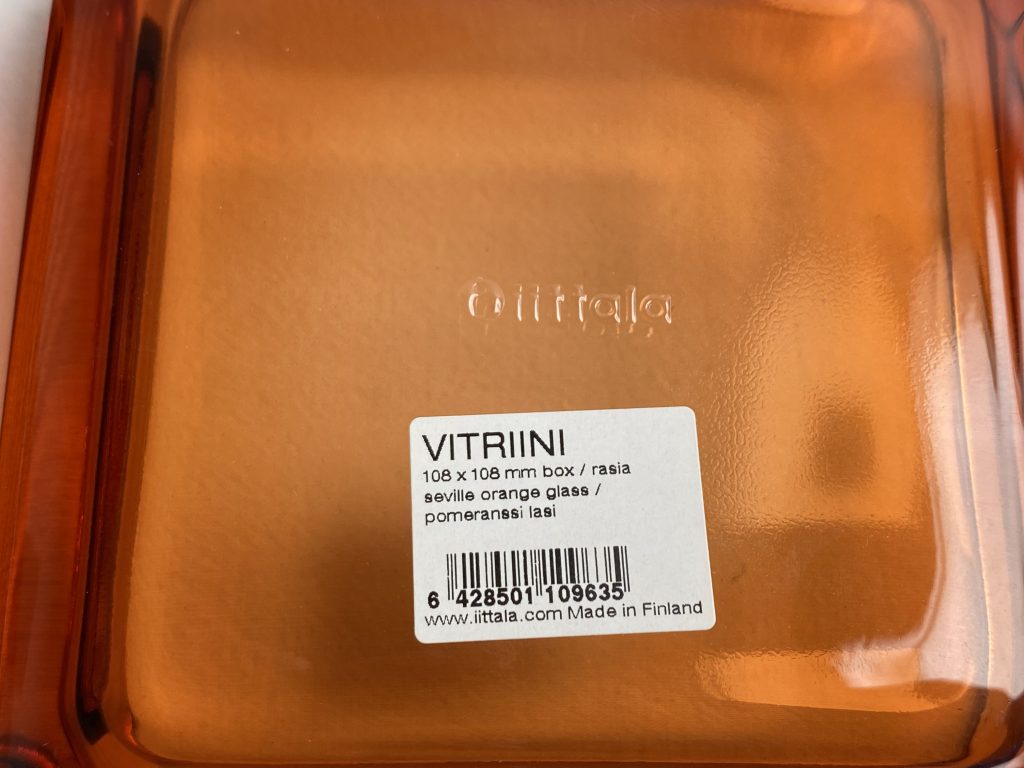 iittala
VITRIINI
108 x 108 mm box / rasia
seville orange glass /
pomeranssi lasi
6 428501 109635
www.iittala.com Made in Finland